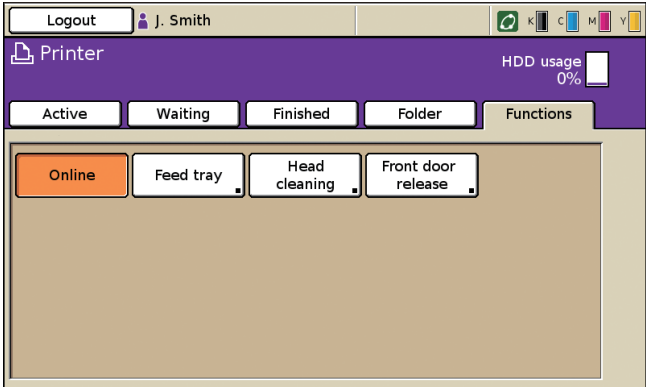 Logout J. Smith K C M Y
Printer
HDD usage
0%
Active Waiting Finished Folder Functions
Online Feed tray Head cleaning Front door release